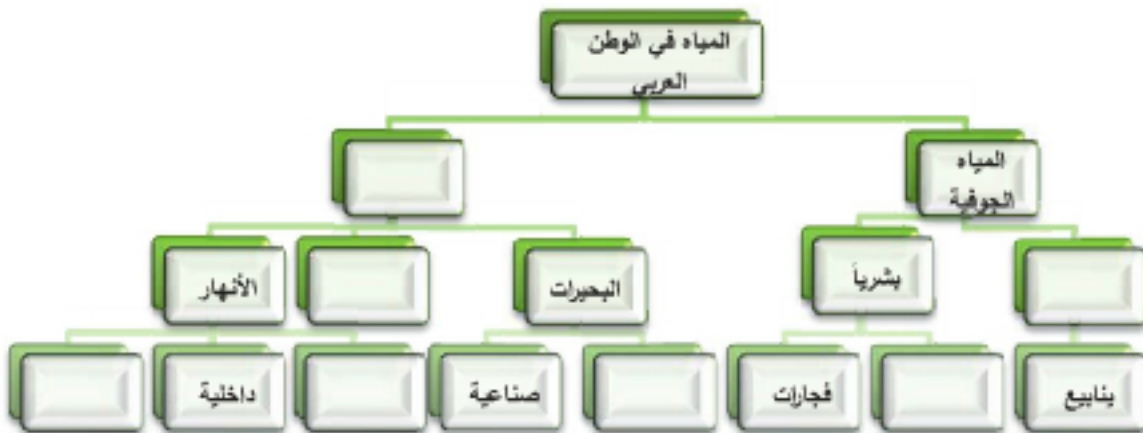 المياه في الوطن
العربي
المياه
الجوفية
بشرياً
البحيرات
الأنهار
ينابيع
فجارات
صناعية
داخلية